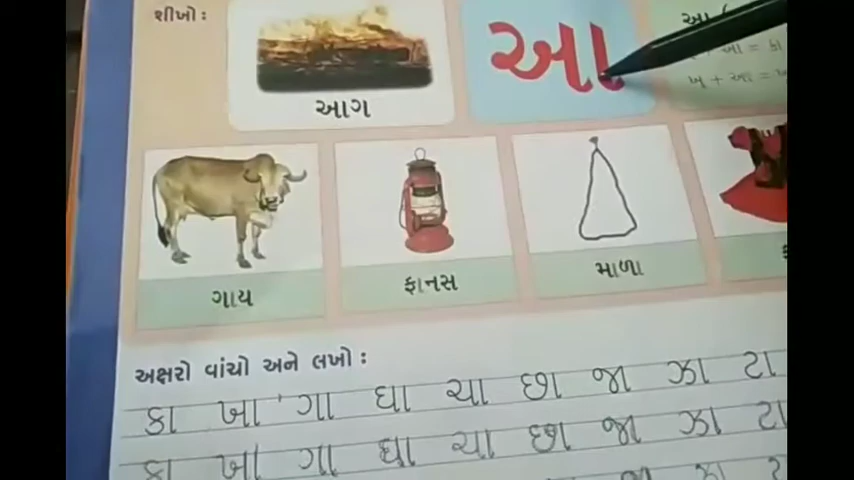 શીખો :
આગ
આ
આ
આ = કા
ખ્ + આ =
ગાય
ફાનસ
માળા
અક્ષરો વાંચો અને લખો :
કા ખા ગા ઘા ચા છા જા ઝા ટા
કા ખા ગા ઘા ચા છા જા ઝા ટા
જા ઝા